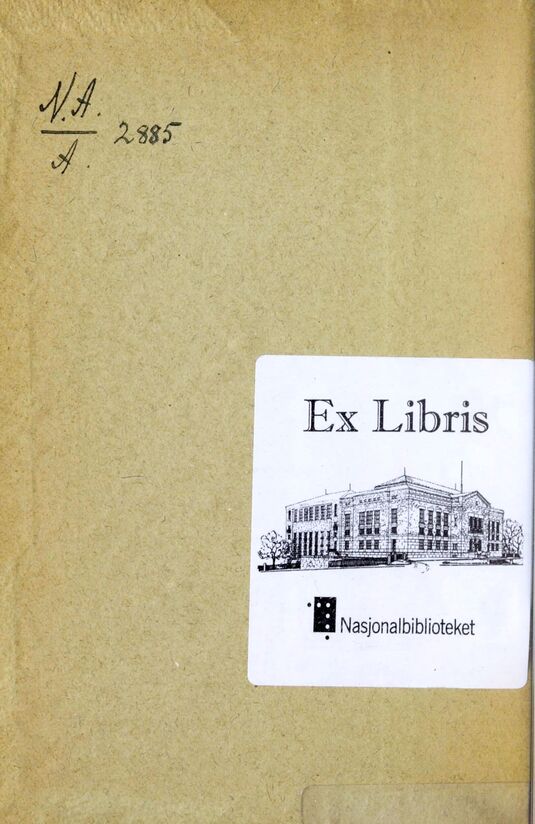 N.A.
A. 2885
Ex Libris
Nasjonalbiblioteket